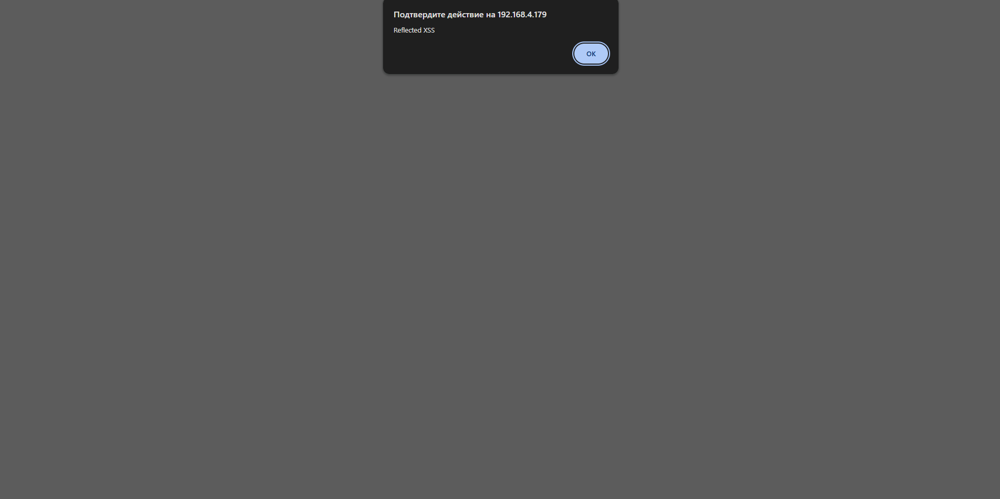 Подтвердите действие на 192.168.4.179
Reflected XSS
OK